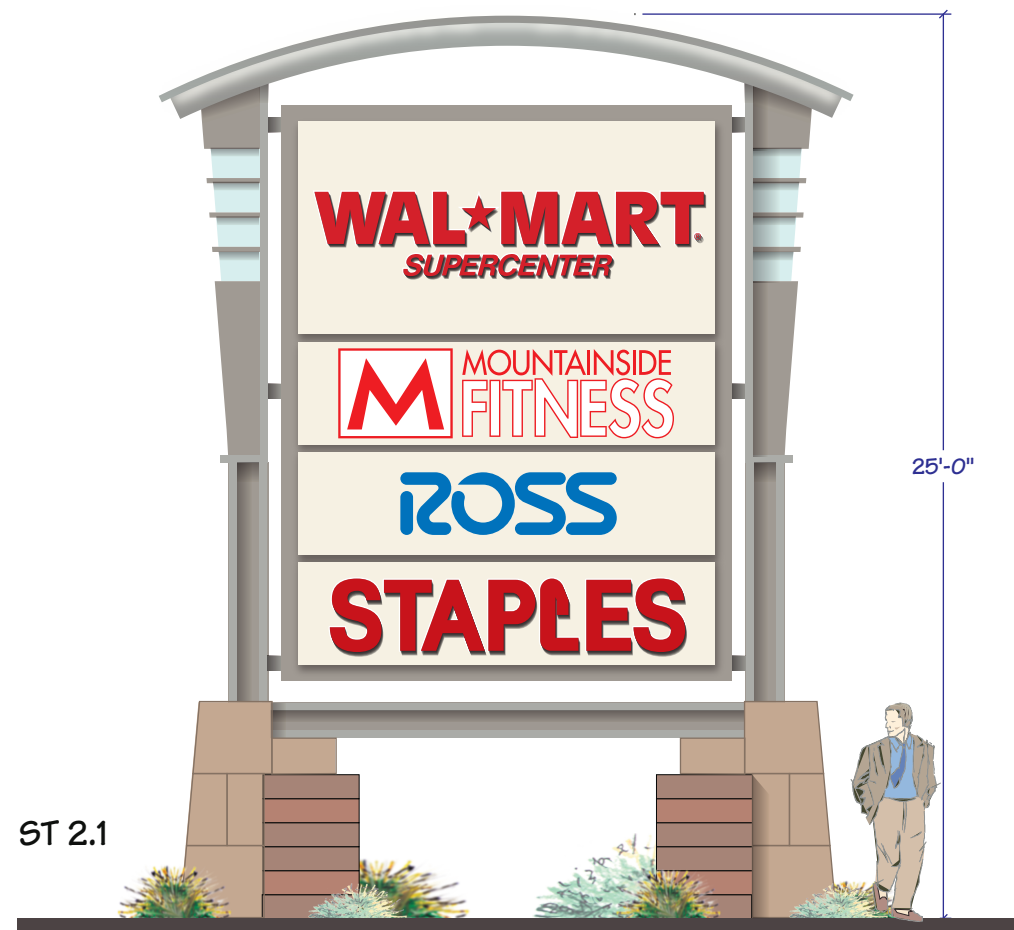 WAL★MART®
SUPERCENTER
M
MOUNTAINSIDE
FITNESS
ROSS
STAPLES
25'-0"
ST 2.1